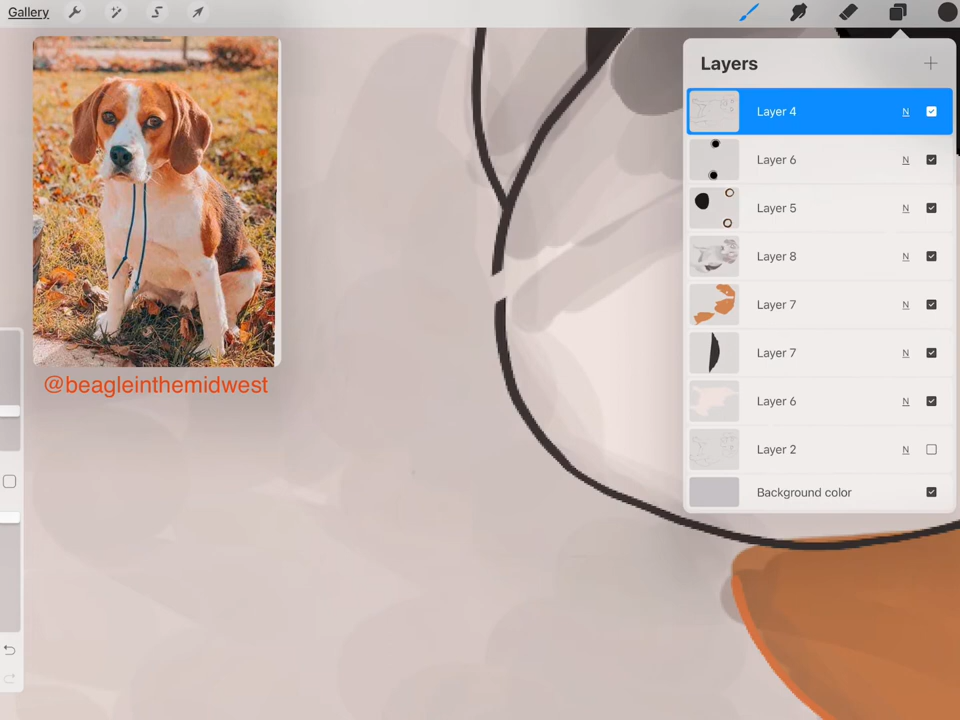 Gallery
Layers
Layer 4 N
Layer 6 N
Layer 5 N
Layer 8 N
Layer 7 N
Layer 7 N
Layer 6 N
Layer 2 N
Background color
@beagleinthemidwest